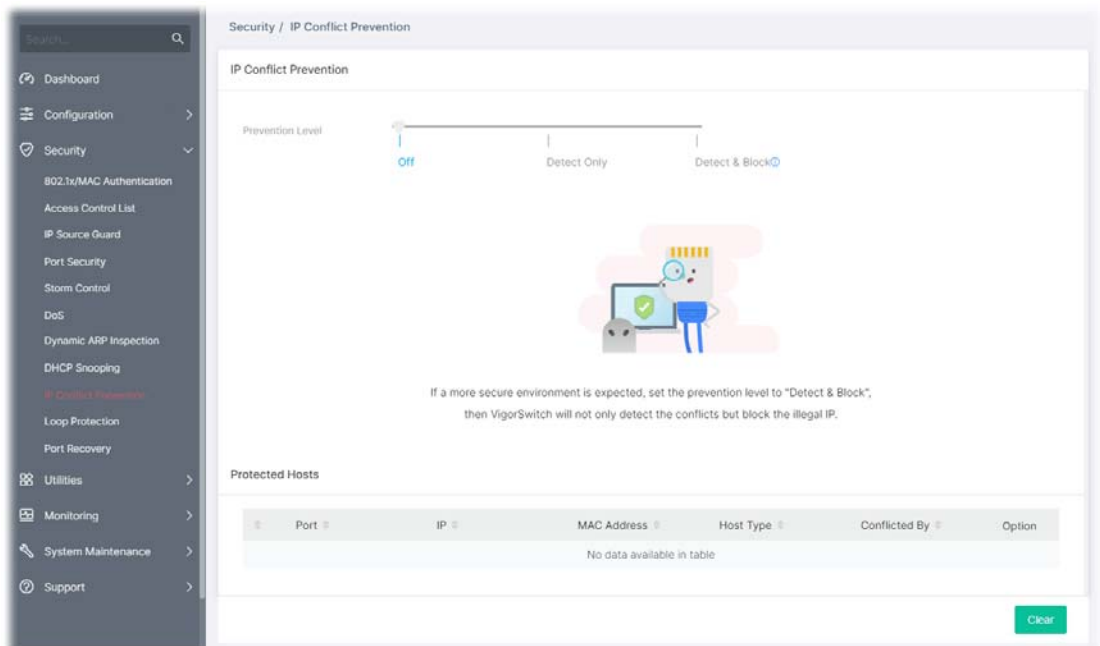 Search...
Dashboard
Configuration
Security
802.1x/MAC Authentication
Access Control List
IP Source Guard
Port Security
Storm Control
DoS
Dynamic ARP Inspection
DHCP Snooping
IP Conflict Prevention
Loop Protection
Port Recovery
Utilities
Monitoring
System Maintenance
Support
Security / IP Conflict Prevention
IP Conflict Prevention
Prevention Level
Off Detect Only Detect & Block
If a more secure environment is expected, set the prevention level to "Detect & Block",
then VigorSwitch will not only detect the conflicts but block the illegal IP.
Protected Hosts
Port IP MAC Address Host Type Conflicted By Option
No data available in table
Clear